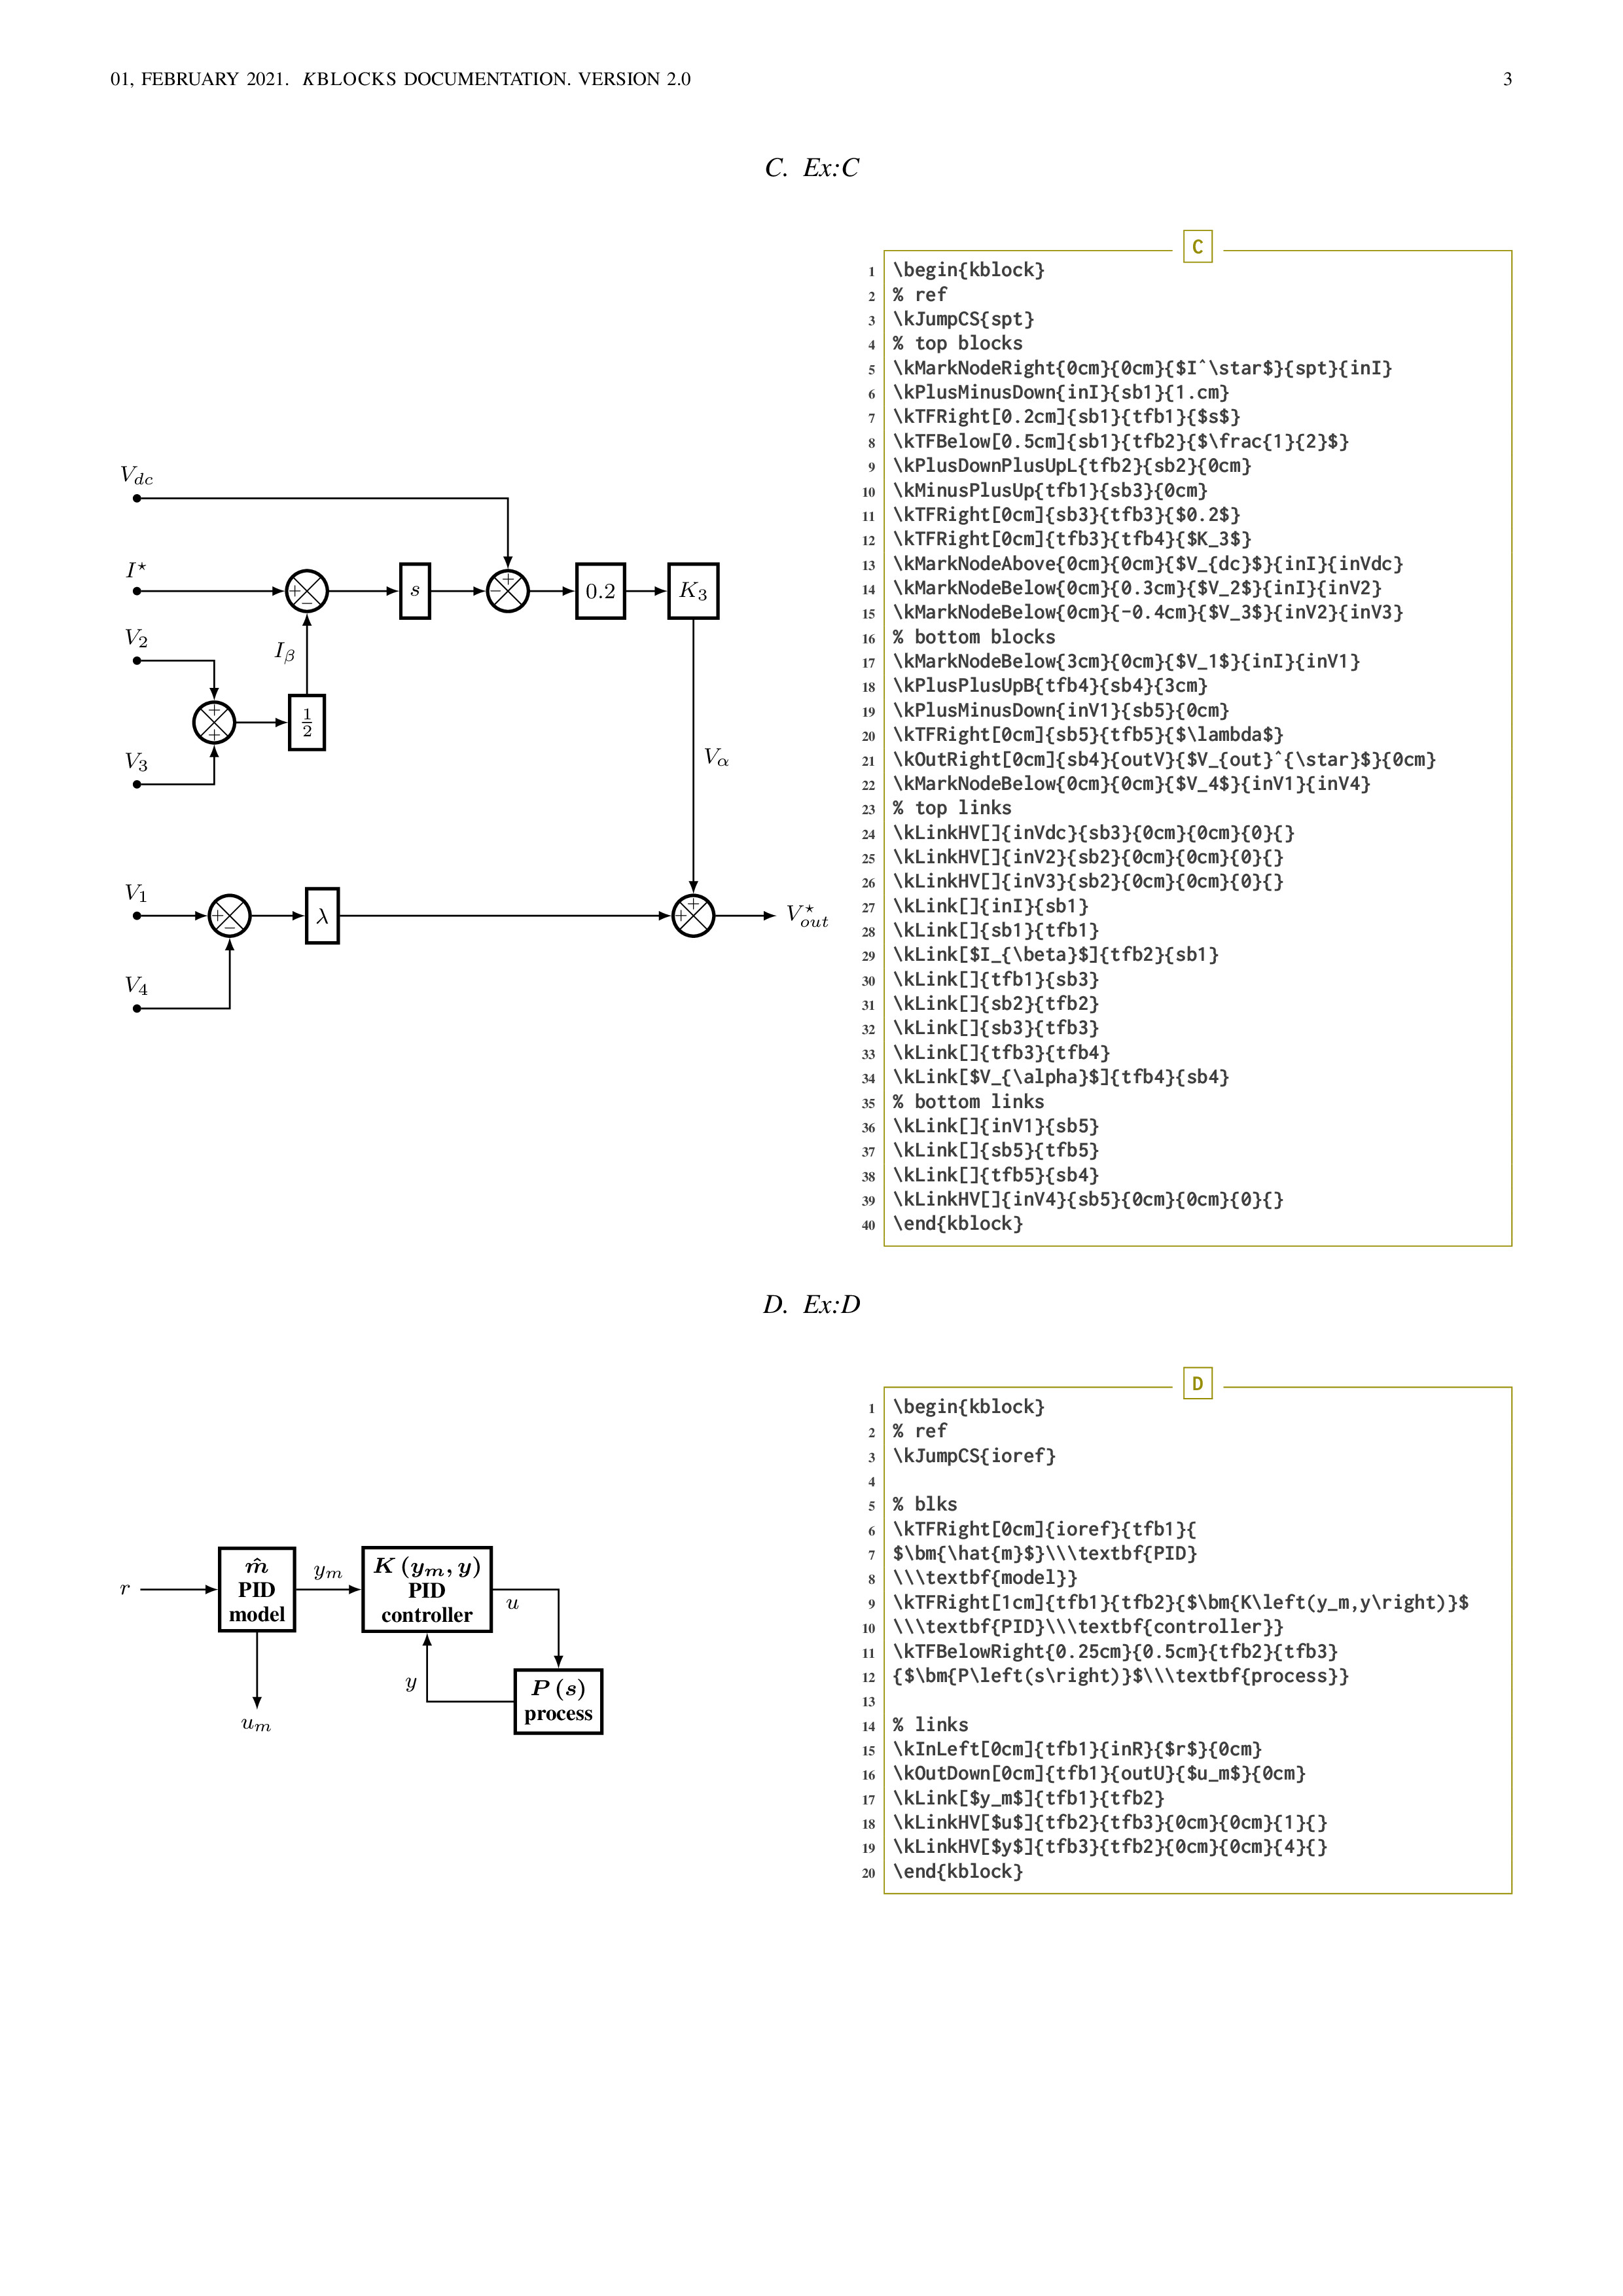 01, FEBRUARY 2021. KBLOCKS DOCUMENTATION. VERSION 2.0 3
C. Ex:C
V_{dc}
I^⋆
+
−
s
−
+
0.2
K_3
V_2
I_β
+
+
1/2
V_3
V_α
V_1
+
−
λ
+
+
V_{out}^⋆
V_4
C
1 \begin{kblock}
2 % ref
3 \kJumpCS{spt}
4 % top blocks
5 \kMarkNodeRight{0cm}{0cm}{$I^\star$}{spt}{inI}
6 \kPlusMinusDown{inI}{sb1}{1.cm}
7 \kTFRight[0.2cm]{sb1}{tfb1}{$s$}
8 \kTFBelow[0.5cm]{sb1}{tfb2}{$\frac{1}{2}$}
9 \kPlusDownPlusUpL{tfb2}{sb2}{0cm}
10 \kMinusPlusUp{tfb1}{sb3}{0cm}
11 \kTFRight[0cm]{sb3}{tfb3}{$0.2$}
12 \kTFRight[0cm]{tfb3}{tfb4}{$K_3$}
13 \kMarkNodeAbove{0cm}{0cm}{$V_{dc}$}{inI}{inVdc}
14 \kMarkNodeBelow{0cm}{0.3cm}{$V_2$}{inI}{inV2}
15 \kMarkNodeBelow{0cm}{-0.4cm}{$V_3$}{inV2}{inV3}
16 % bottom blocks
17 \kMarkNodeBelow{3cm}{0cm}{$V_1$}{inI}{inV1}
18 \kPlusPlusUpB{tfb4}{sb4}{3cm}
19 \kPlusMinusDown{inV1}{sb5}{0cm}
20 \kTFRight[0cm]{sb5}{tfb5}{$\lambda$}
21 \kOutRight[0cm]{sb4}{outV}{$V_{out}^{\star}$}{0cm}
22 \kMarkNodeBelow{0cm}{0cm}{$V_4$}{inV1}{inV4}
23 % top links
24 \kLinkHV[]{inVdc}{sb3}{0cm}{0cm}{0}{}
25 \kLinkHV[]{inV2}{sb2}{0cm}{0cm}{0}{}
26 \kLinkHV[]{inV3}{sb2}{0cm}{0cm}{0}{}
27 \kLink[]{inI}{sb1}
28 \kLink[]{sb1}{tfb1}
29 \kLink[$I_{\beta}$]{tfb2}{sb1}
30 \kLink[]{tfb1}{sb3}
31 \kLink[]{sb2}{tfb2}
32 \kLink[]{sb3}{tfb3}
33 \kLink[]{tfb3}{tfb4}
34 \kLink[$V_{\alpha}$]{tfb4}{sb4}
35 % bottom links
36 \kLink[]{inV1}{sb5}
37 \kLink[]{sb5}{tfb5}
38 \kLink[]{tfb5}{sb4}
39 \kLinkHV[]{inV4}{sb5}{0cm}{0cm}{0}{}
40 \end{kblock}
D. Ex:D
r
m̂
PID
model
y_m
K (y_m, y)
PID
controller
u
y
P (s)
process
u_m
D
1 \begin{kblock}
2 % ref
3 \kJumpCS{ioref}
4
5 % blks
6 \kTFRight[0cm]{ioref}{tfb1}{
7 $\bm{\hat{m}$}\\\textbf{PID}
8 \\\textbf{model}}
9 \kTFRight[1cm]{tfb1}{tfb2}{$\bm{K\left(y_m,y\right)}$
10 \\\textbf{PID}\\\textbf{controller}}
11 \kTFBelowRight{0.25cm}{0.5cm}{tfb2}{tfb3}
12 {$\bm{P\left(s\right)}$\\\textbf{process}}
13
14 % links
15 \kInLeft[0cm]{tfb1}{inR}{$r$}{0cm}
16 \kOutDown[0cm]{tfb1}{outU}{$u_m$}{0cm}
17 \kLink[$y_m$]{tfb1}{tfb2}
18 \kLinkHV[$u$]{tfb2}{tfb3}{0cm}{0cm}{1}{}
19 \kLinkHV[$y$]{tfb3}{tfb2}{0cm}{0cm}{4}{}
20 \end{kblock}